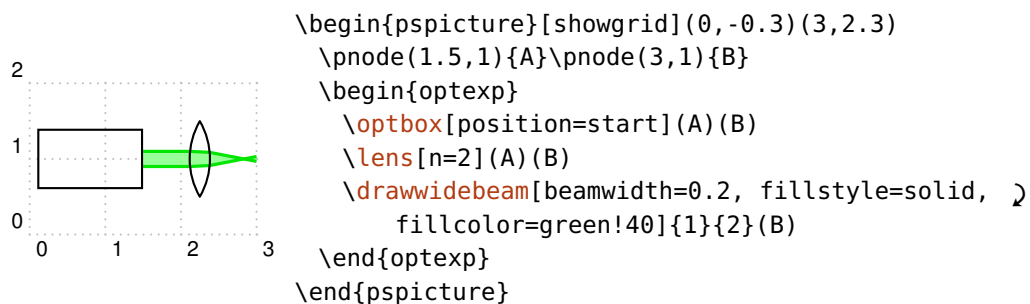 2
1
0
0 1 2 3
\begin{pspicture}[showgrid](0,-0.3)(3,2.3)
\pnode(1.5,1){A}\pnode(3,1){B}
\begin{optexp}
\optbox[position=start](A)(B)
\lens[n=2](A)(B)
\drawwidebeam[beamwidth=0.2, fillstyle=solid,
fillcolor=green!40]{1}{2}(B)
\end{optexp}
\end{pspicture}